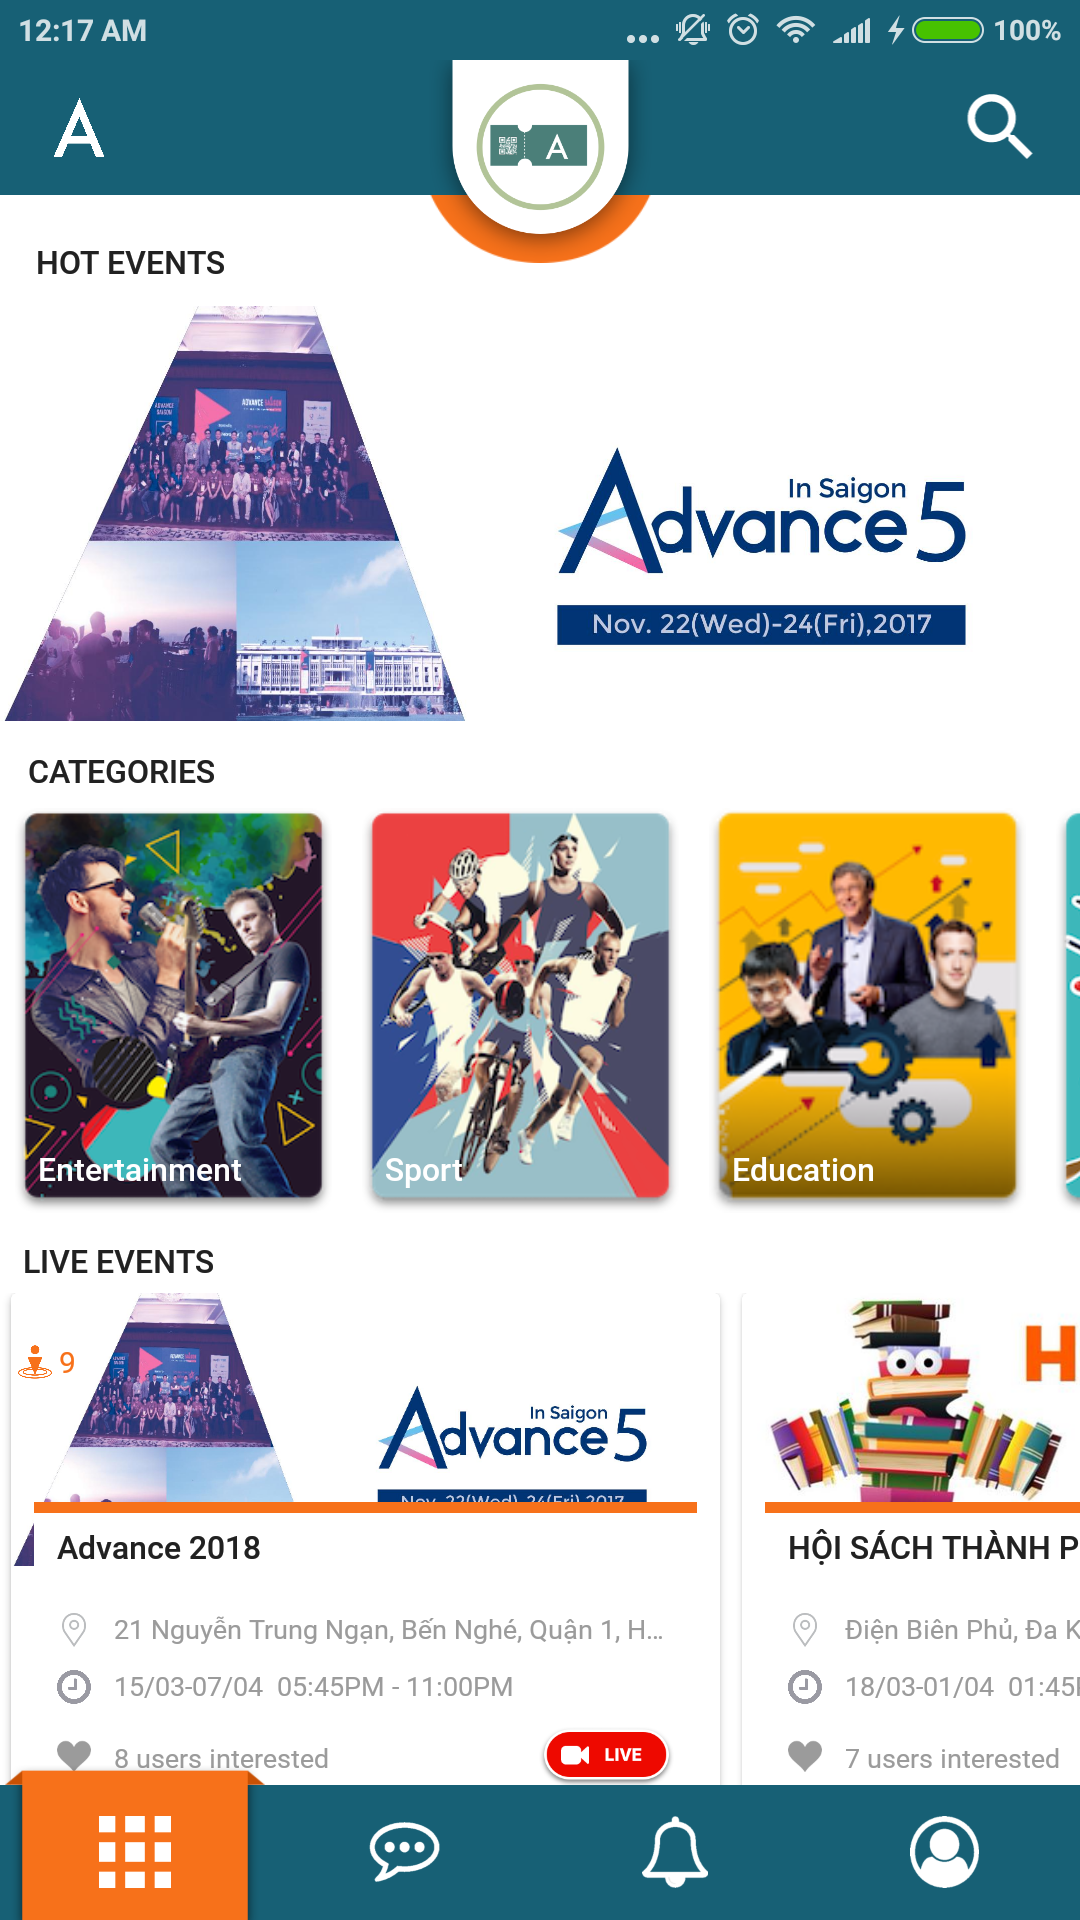 12:17 AM
100%
A
A
HOT EVENTS
ADVANCE SAIGON
In Saigon
Advance 5
Nov. 22(Wed)-24(Fri),2017
CATEGORIES
Entertainment
Sport
Education
LIVE EVENTS
9
In Saigon
Advance 5
Nov. 22(Wed)-24(Fri),2017
H
Advance 2018
HỘI SÁCH THÀNH P
21 Nguyễn Trung Ngạn, Bến Nghé, Quận 1, H...
Điện Biên Phủ, Đa K
15/03-07/04 05:45PM - 11:00PM
18/03-01/04 01:45P
8 users interested
LIVE
7 users interested